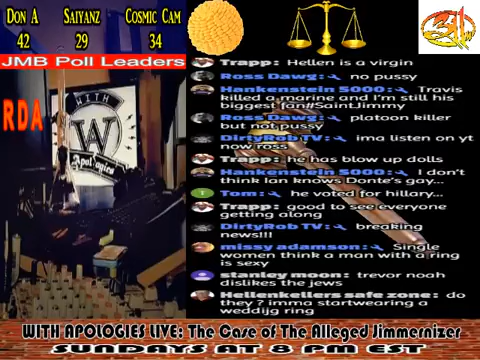 Don A Saiyanz Cosmic Cam
42 29 34
JMB Poll Leaders
RDA
WITH
W
Apologies
Trapp: Hellen is a virgin
Ross Dawg: no pussy
Hankenstein 5000: Travis
killed a marine and I'm still his
biggest fan#SaintJimmy
Ross Dawg: platoon killer
but not pussy
DirtyRobTV: ima listen on yt
now ross
Trapp: he has blow up dolls
Hankenstein 5000: I don't
think Ian knows Donte's gay...
Tom: he voted for hillary...
Trapp: good to see everyone
getting along
DirtyRobTV: breaking
news!!!
missy adamson: Single
women think a man with a ring
is sexy
stanley moon: trevor noah
dislikes the jews
Hellenkellers safe zone: do
they ? imma startwearing a
weddijg ring
WITH APOLOGIES LIVE: The Case of The Alleged Jimmernizer
SUNDAYS AT 8 PM EST